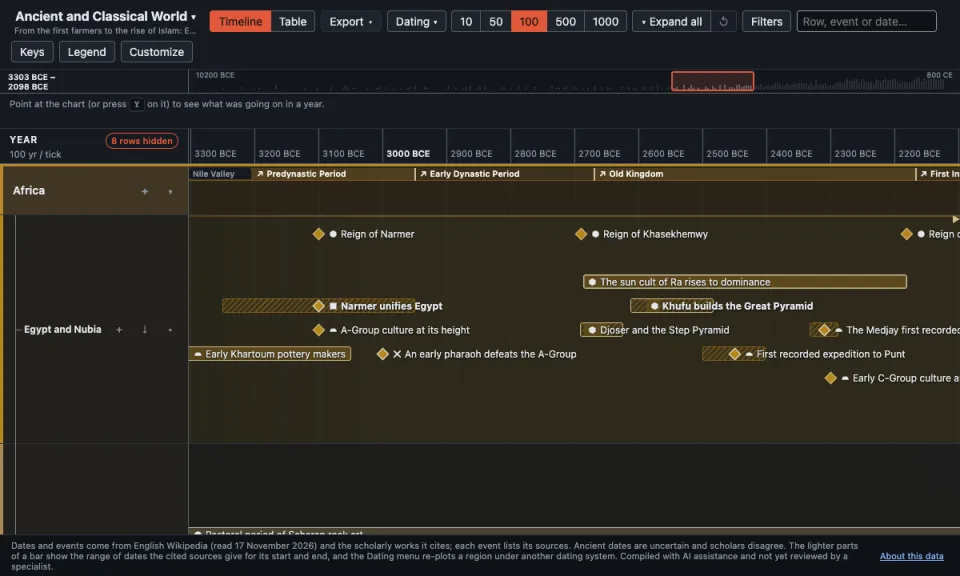 Ancient and Classical World
From the first farmers to the rise of Islam: E...
Timeline Table Export Dating 10 50 100 500 1000 Expand all Filters Row, event or date...
Keys Legend Customize
3303 BCE –
2098 BCE
10200 BCE
800 CE
Point at the chart (or press Y on it) to see what was going on in a year.
YEAR
8 rows hidden
100 yr / tick
3300 BCE 3200 BCE 3100 BCE 3000 BCE 2900 BCE 2800 BCE 2700 BCE 2600 BCE 2500 BCE 2400 BCE 2300 BCE 2200 BCE
Nile Valley Predynastic Period Early Dynastic Period Old Kingdom First In
Africa
Reign of Narmer Reign of Khasekhemwy Reign
The sun cult of Ra rises to dominance
Narmer unifies Egypt Khufu builds the Great Pyramid
Egypt and Nubia
A-Group culture at its height Djoser and the Step Pyramid The Medjay first recorded
Early Khartoum pottery makers An early pharaoh defeats the A-Group First recorded expedition to Punt
Early C-Group culture a
Pastoral period of Saharan rock art
Dates and events come from English Wikipedia (read 17 November 2026) and the scholarly works it cites; each event lists its sources. Ancient dates are uncertain and scholars disagree. The lighter parts
of a bar show the range of dates the cited sources give for its start and end, and the Dating menu re-plots a region under another dating system. Compiled with AI assistance and not yet reviewed by a
specialist.
About this data